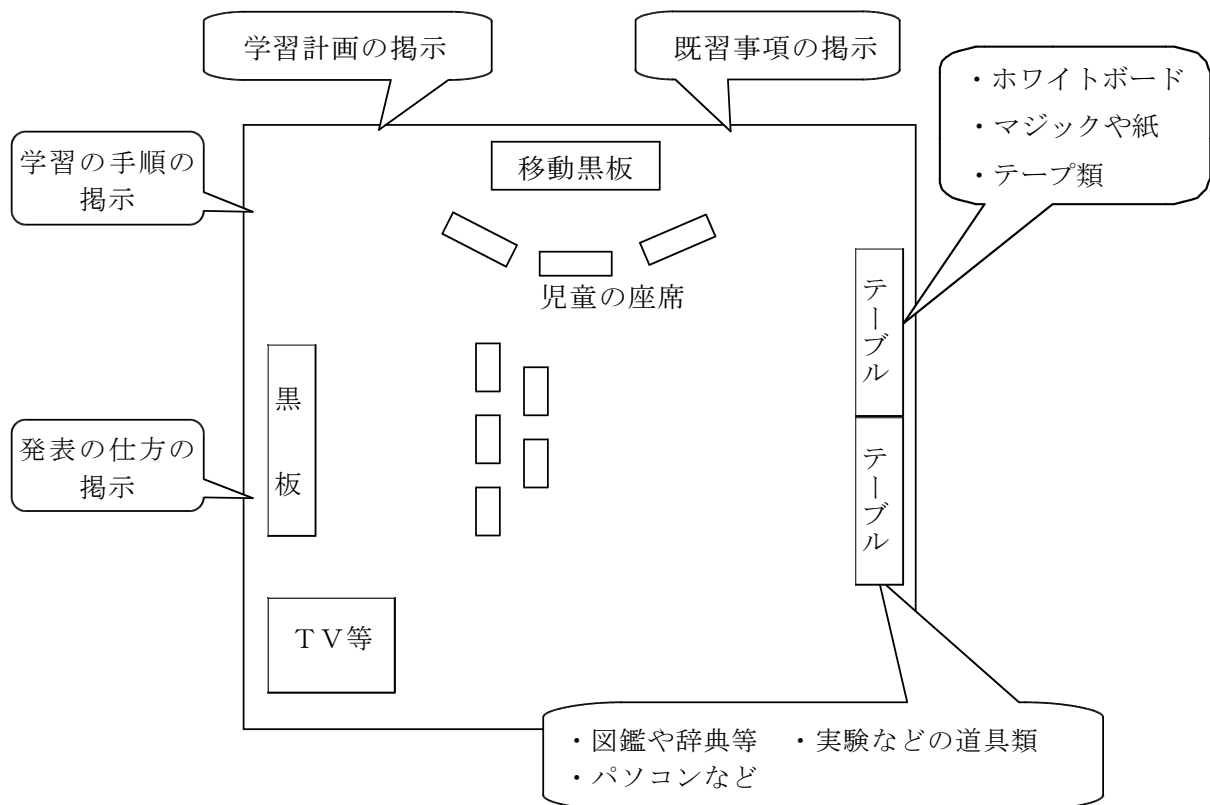 学習計画の掲示
既習事項の掲示
・ホワイトボード
・マジックや紙
・テープ類
学習の手順の
掲示
移動黒板
児童の座席
テーブル
黒板
発表の仕方の
掲示
テーブル
ＴＶ等
・図鑑や辞典等　・実験などの道具類
・パソコンなど